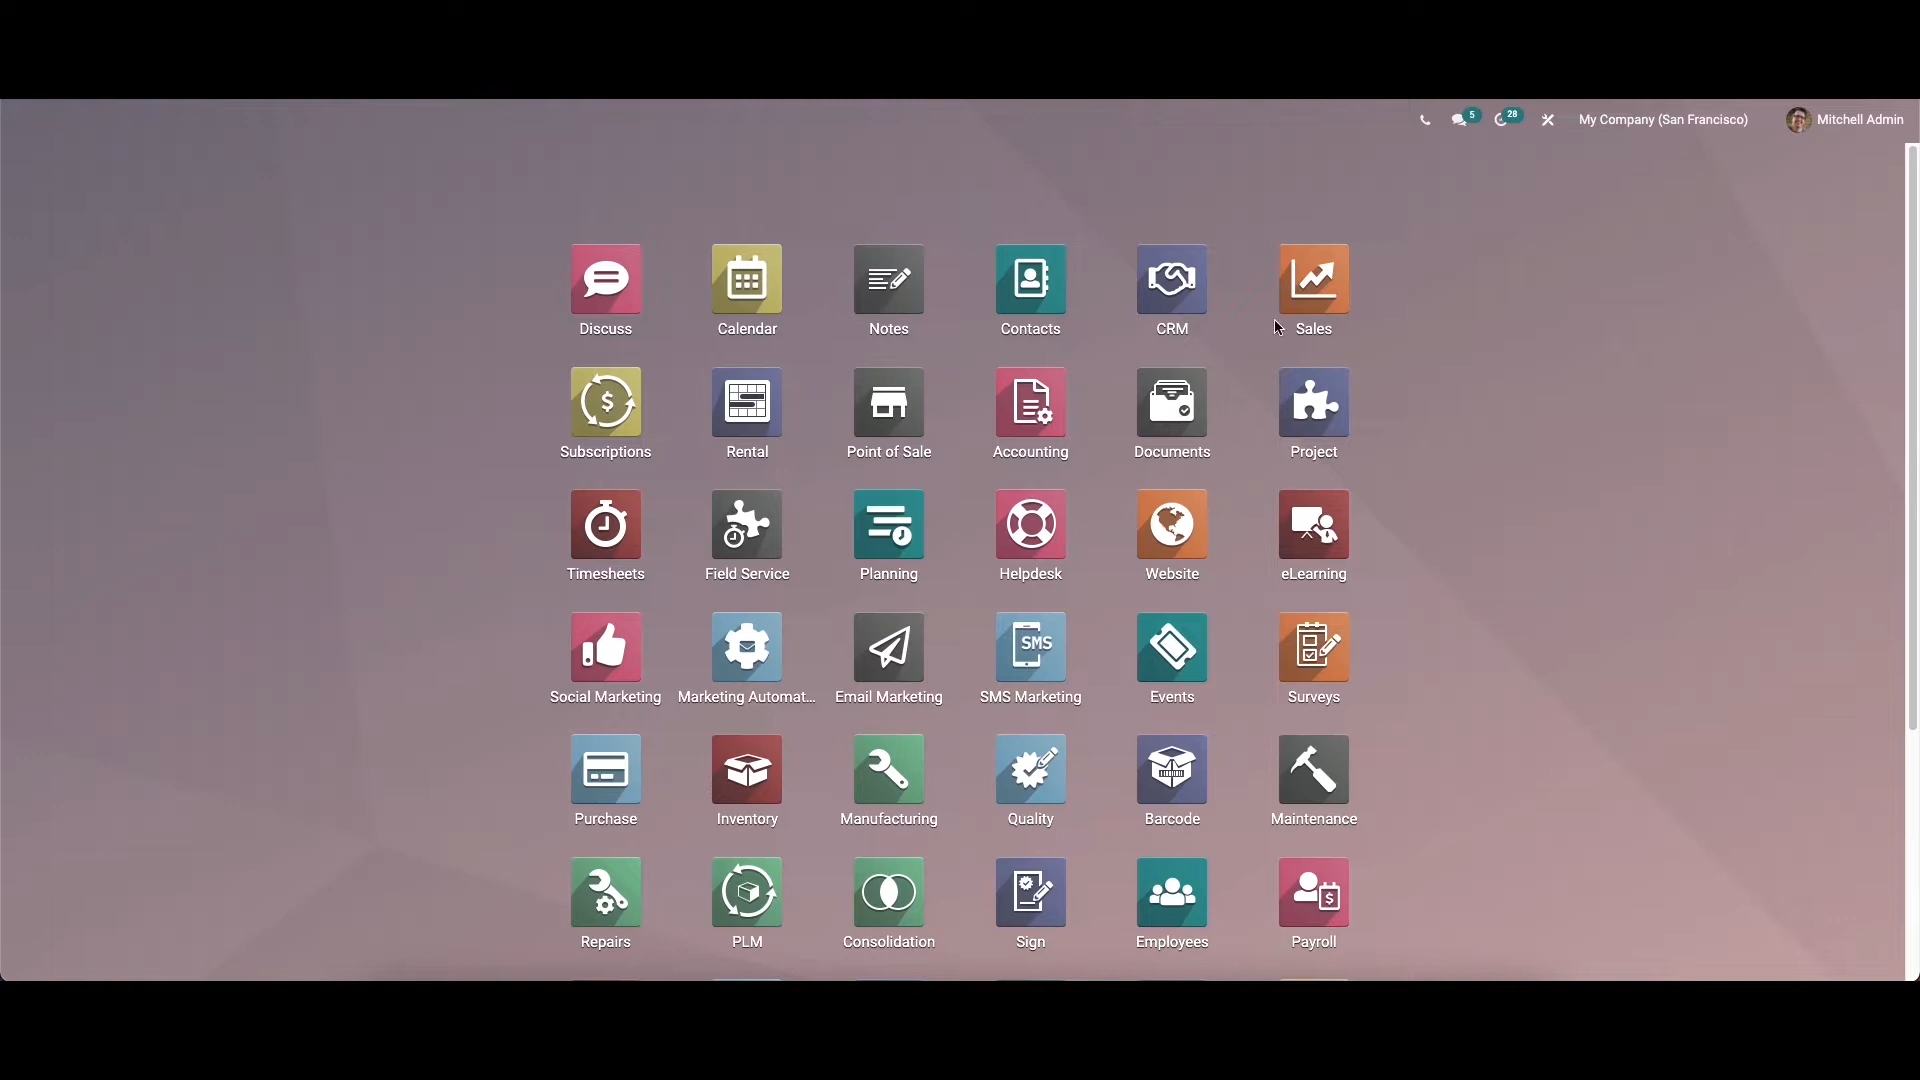 5 28 My Company (San Francisco) Mitchell Admin
Discuss Calendar Notes Contacts CRM Sales
Subscriptions Rental Point of Sale Accounting Documents Project
Timesheets Field Service Planning Helpdesk Website eLearning
SMS
Social Marketing Marketing Automat... Email Marketing SMS Marketing Events Surveys
Purchase Inventory Manufacturing Quality Barcode Maintenance
Repairs PLM Consolidation Sign Employees Payroll